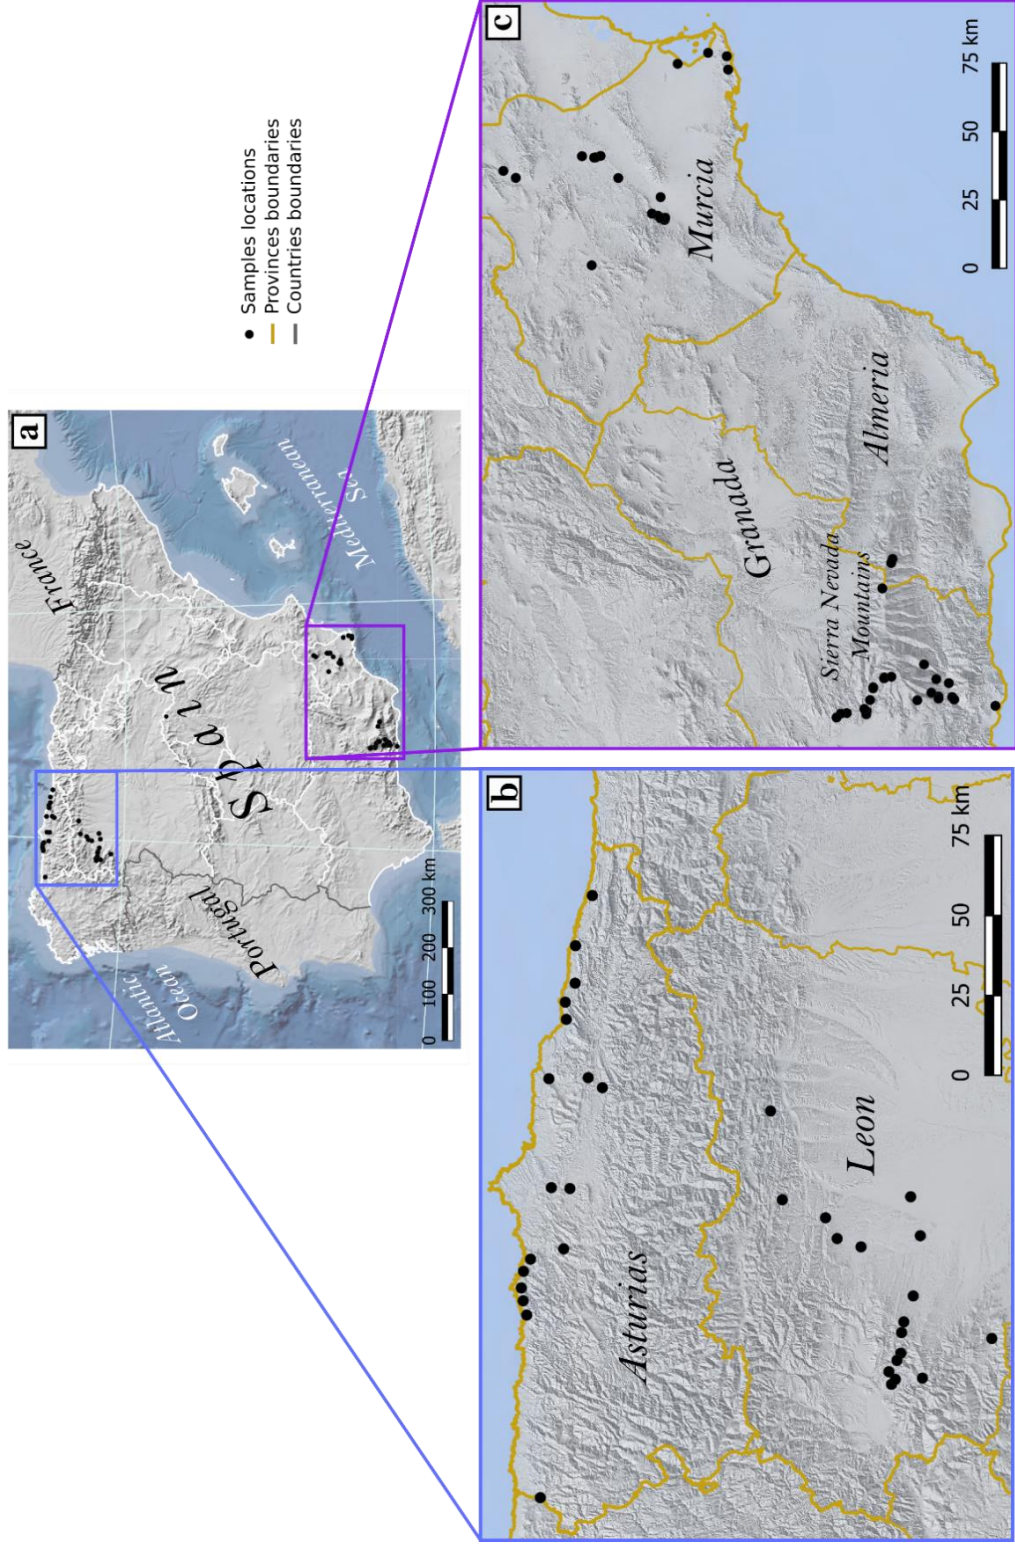 a
France
Spain
Portugal
Atlantic
Ocean
Mediterranean
Sea
0 100 200 300 km
Samples locations
Provinces boundaries
Countries boundaries
b
Asturias
Leon
0 25 50 75 km
c
Murcia
Granada
Almeria
Sierra Nevada
Mountains
0 25 50 75 km